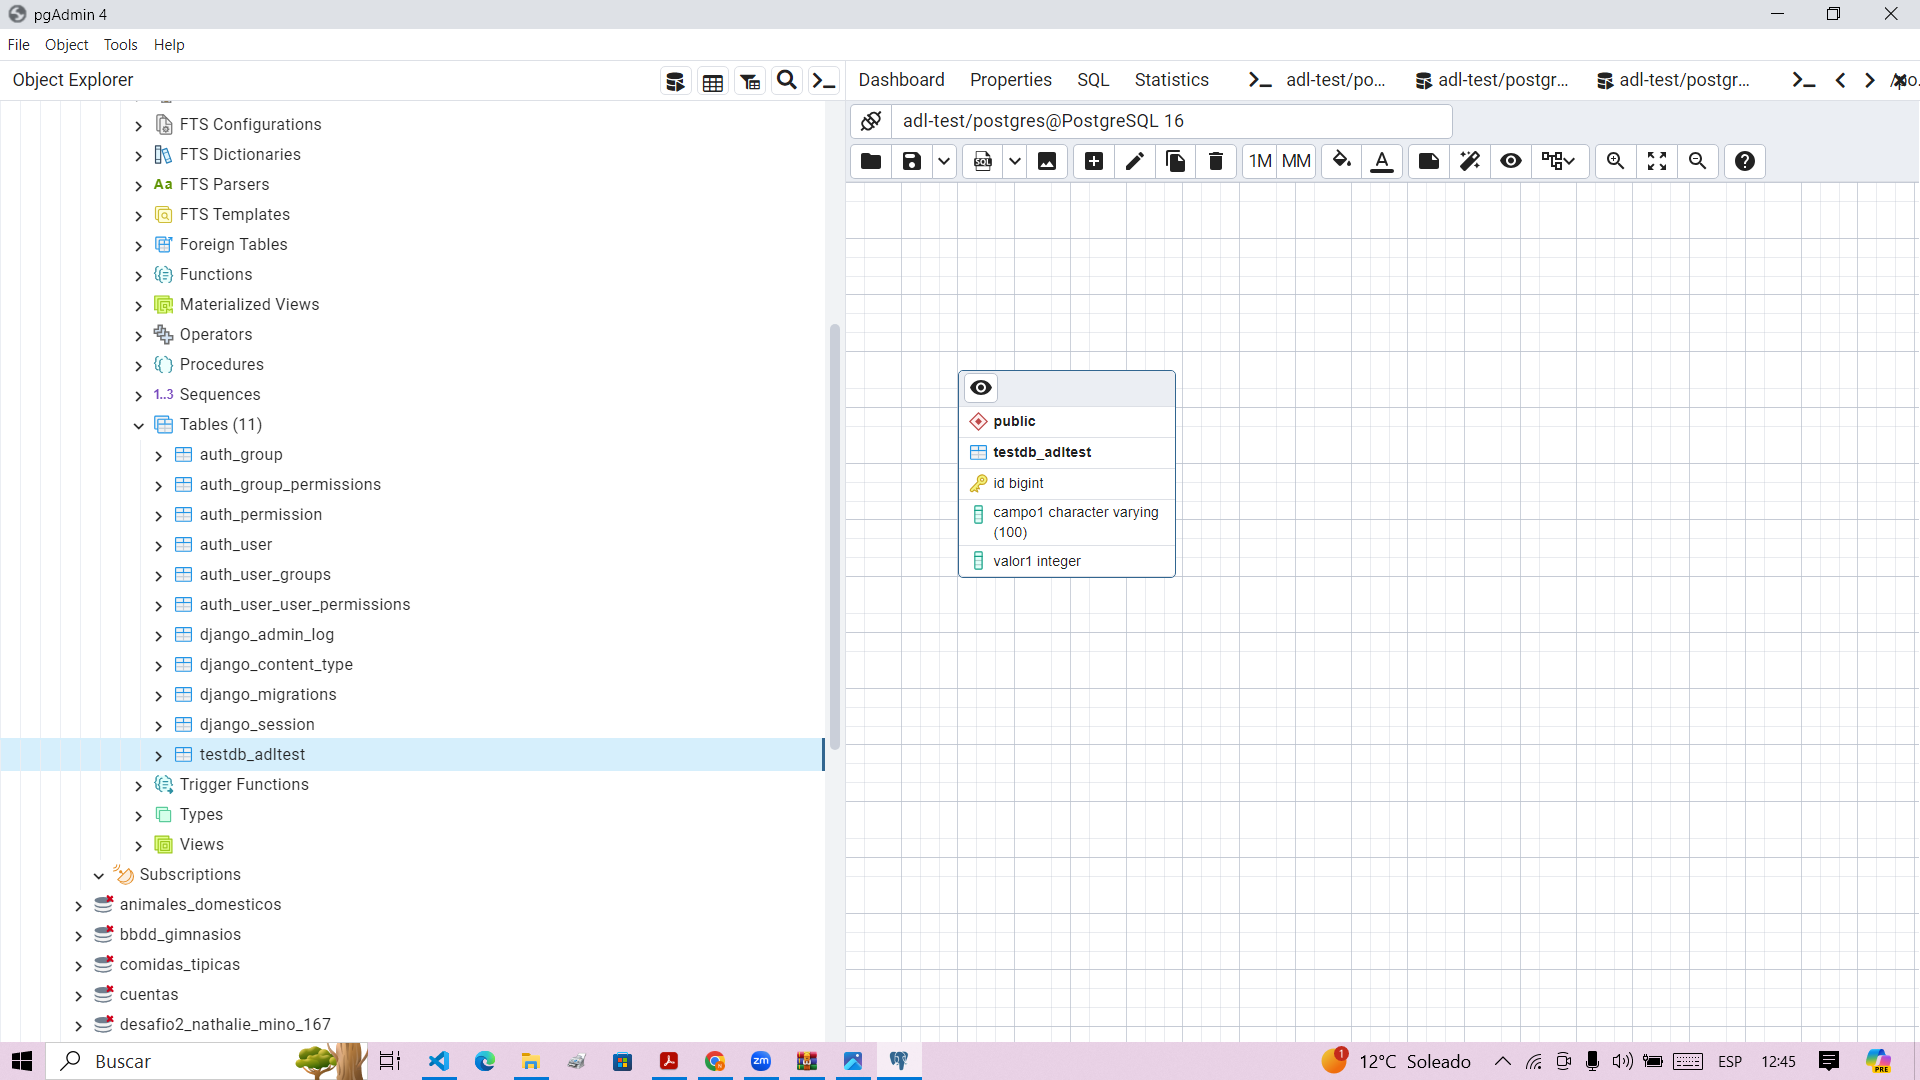 pgAdmin 4
File Object Tools Help
Object Explorer
Dashboard Properties SQL Statistics adl-test/po... adl-test/postgr... adl-test/postgr...
adl-test/postgres@PostgreSQL 16
SQL 1M MM A
FTS Configurations
FTS Dictionaries
Aa FTS Parsers
FTS Templates
Foreign Tables
Functions
Materialized Views
Operators
Procedures
1..3 Sequences
Tables (11)
auth_group
auth_group_permissions
auth_permission
auth_user
auth_user_groups
auth_user_user_permissions
django_admin_log
django_content_type
django_migrations
django_session
testdb_adltest
Trigger Functions
Types
Views
Subscriptions
animales_domesticos
bbdd_gimnasios
comidas_tipicas
cuentas
desafio2_nathalie_mino_167
public
testdb_adltest
id bigint
campo1 character varying
(100)
valor1 integer
Buscar zm 1 12°C Soleado ESP 12:45 PRE